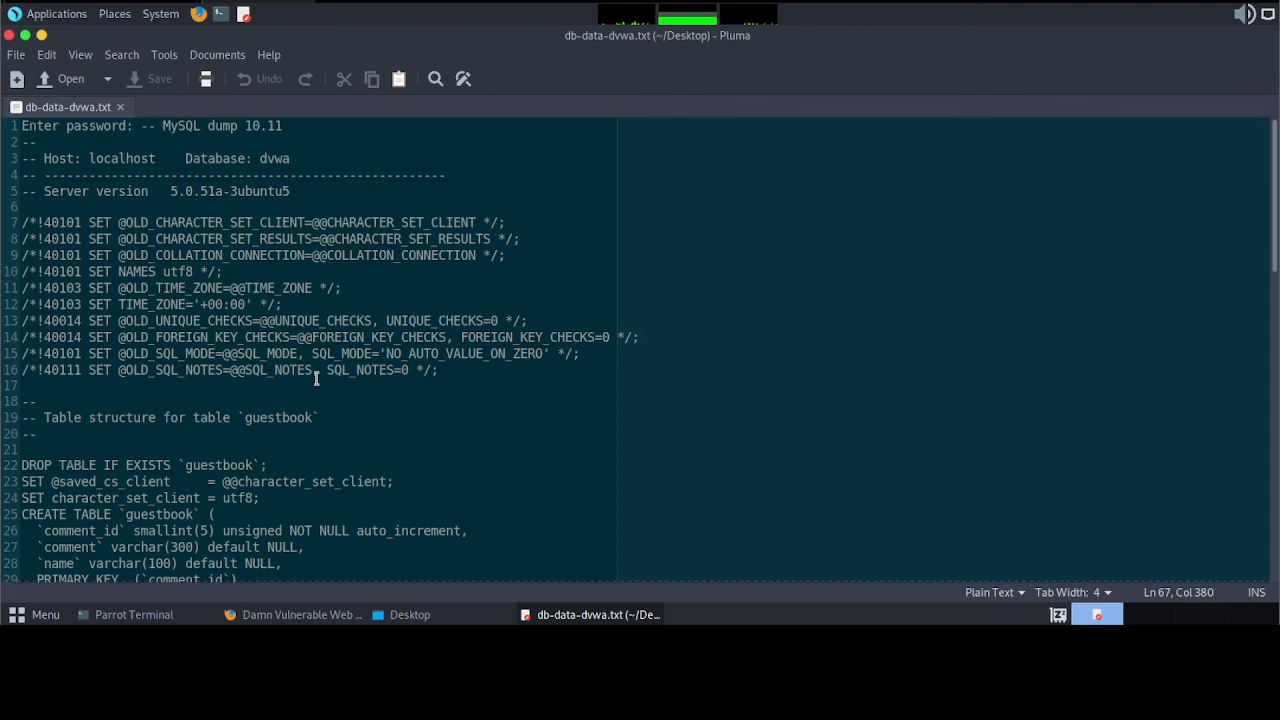 Applications Places System
db-data-dvwa.txt (~/Desktop) - Pluma
File Edit View Search Tools Documents Help
Open Save Undo
db-data-dvwa.txt
1 Enter password: -- MySQL dump 10.11
2 --
3 -- Host: localhost    Database: dvwa
4 -- ------------------------------------------------------
5 -- Server version   5.0.51a-3ubuntu5
6
7 /*!40101 SET @OLD_CHARACTER_SET_CLIENT=@@CHARACTER_SET_CLIENT */;
8 /*!40101 SET @OLD_CHARACTER_SET_RESULTS=@@CHARACTER_SET_RESULTS */;
9 /*!40101 SET @OLD_COLLATION_CONNECTION=@@COLLATION_CONNECTION */;
10 /*!40101 SET NAMES utf8 */;
11 /*!40103 SET @OLD_TIME_ZONE=@@TIME_ZONE */;
12 /*!40103 SET TIME_ZONE='+00:00' */;
13 /*!40014 SET @OLD_UNIQUE_CHECKS=@@UNIQUE_CHECKS, UNIQUE_CHECKS=0 */;
14 /*!40014 SET @OLD_FOREIGN_KEY_CHECKS=@@FOREIGN_KEY_CHECKS, FOREIGN_KEY_CHECKS=0 */;
15 /*!40101 SET @OLD_SQL_MODE=@@SQL_MODE, SQL_MODE='NO_AUTO_VALUE_ON_ZERO' */;
16 /*!40111 SET @OLD_SQL_NOTES=@@SQL_NOTES, SQL_NOTES=0 */;
17
18 --
19 -- Table structure for table `guestbook`
20 --
21
22 DROP TABLE IF EXISTS `guestbook`;
23 SET @saved_cs_client     = @@character_set_client;
24 SET character_set_client = utf8;
25 CREATE TABLE `guestbook` (
26   `comment_id` smallint(5) unsigned NOT NULL auto_increment,
27   `comment` varchar(300) default NULL,
28   `name` varchar(100) default NULL,
29   PRIMARY KEY  (`comment_id`)
Plain Text Tab Width: 4 Ln 67, Col 380 INS
Menu Parrot Terminal Damn Vulnerable Web ... Desktop db-data-dvwa.txt (~/De...